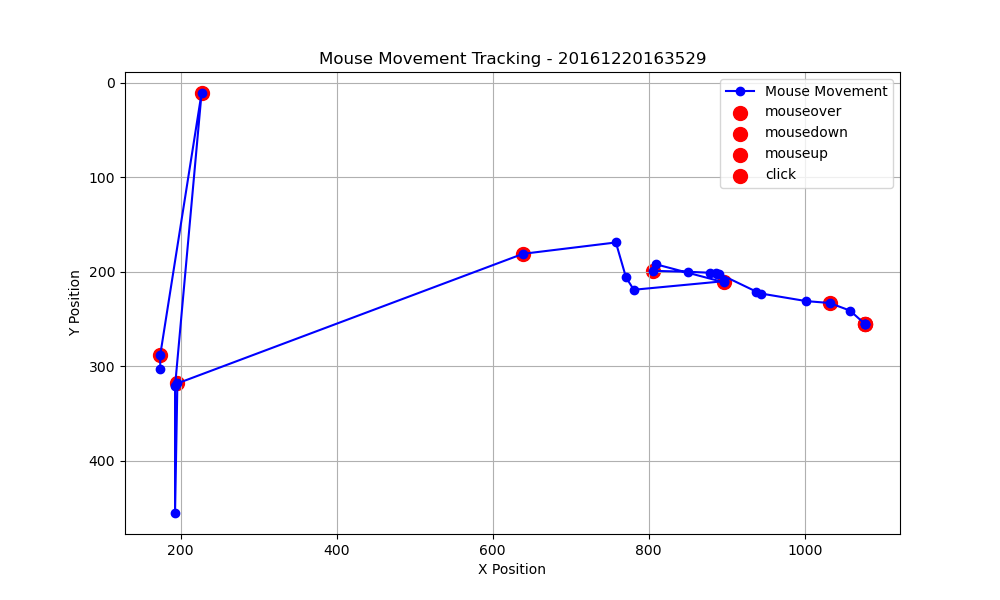 Mouse Movement Tracking - 20161220163529
Mouse Movement
mouseover
mousedown
mouseup
click
0
100
200
300
400
Y Position
200
400
600
800
1000
X Position